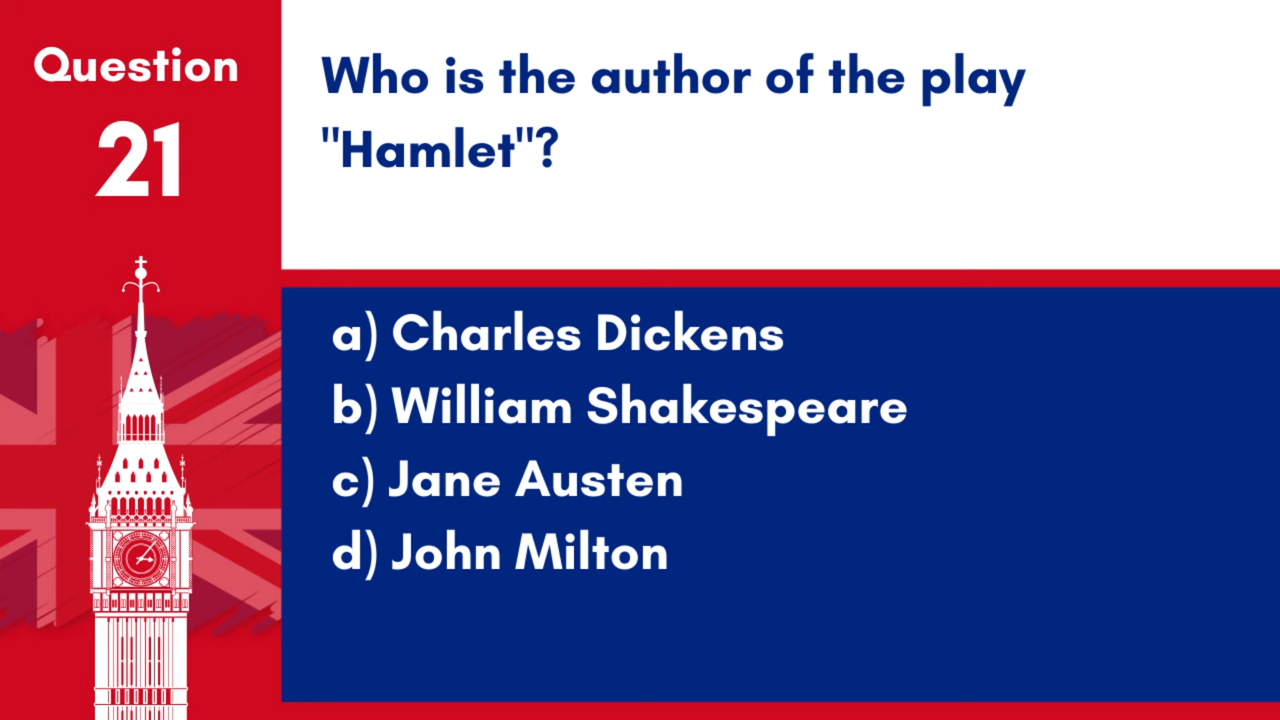 Question
21
Who is the author of the play
"Hamlet"?
a) Charles Dickens
b) William Shakespeare
c) Jane Austen
d) John Milton